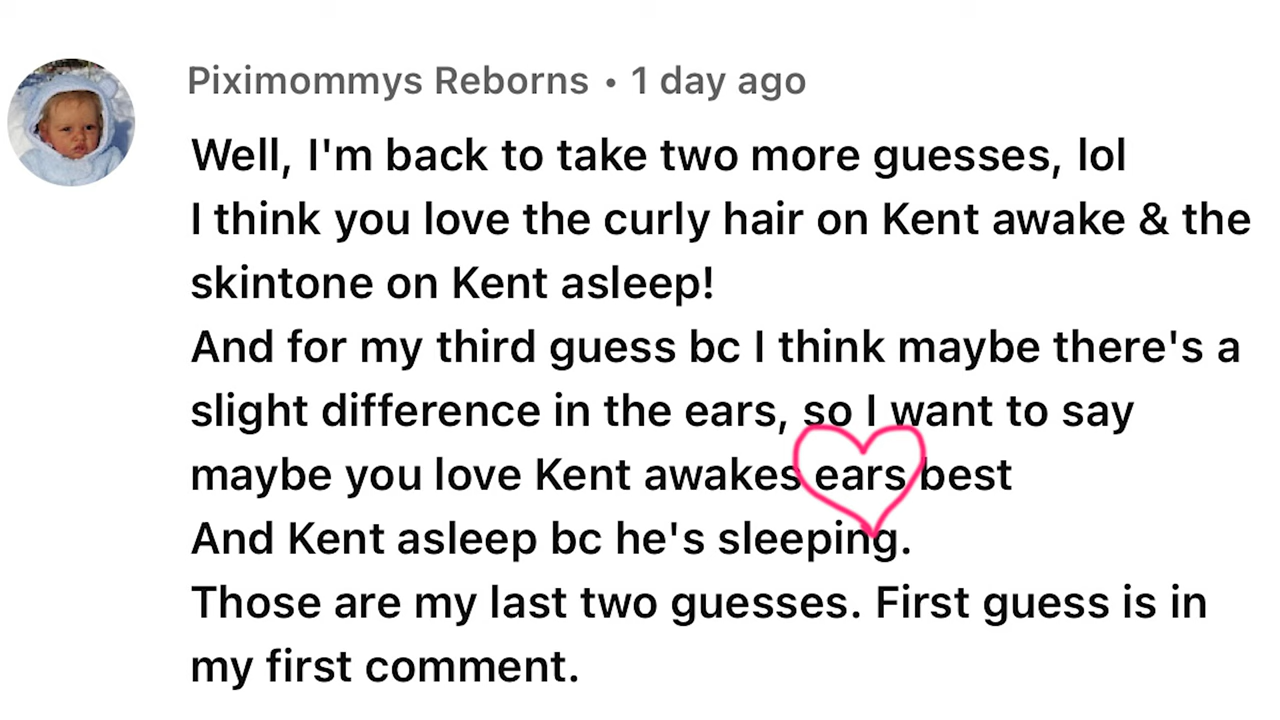 Piximommys Reborns • 1 day ago
Well, I'm back to take two more guesses, lol
I think you love the curly hair on Kent awake & the
skintone on Kent asleep!
And for my third guess bc I think maybe there's a
slight difference in the ears, so I want to say
maybe you love Kent awakes ears best
And Kent asleep bc he's sleeping.
Those are my last two guesses. First guess is in
my first comment.